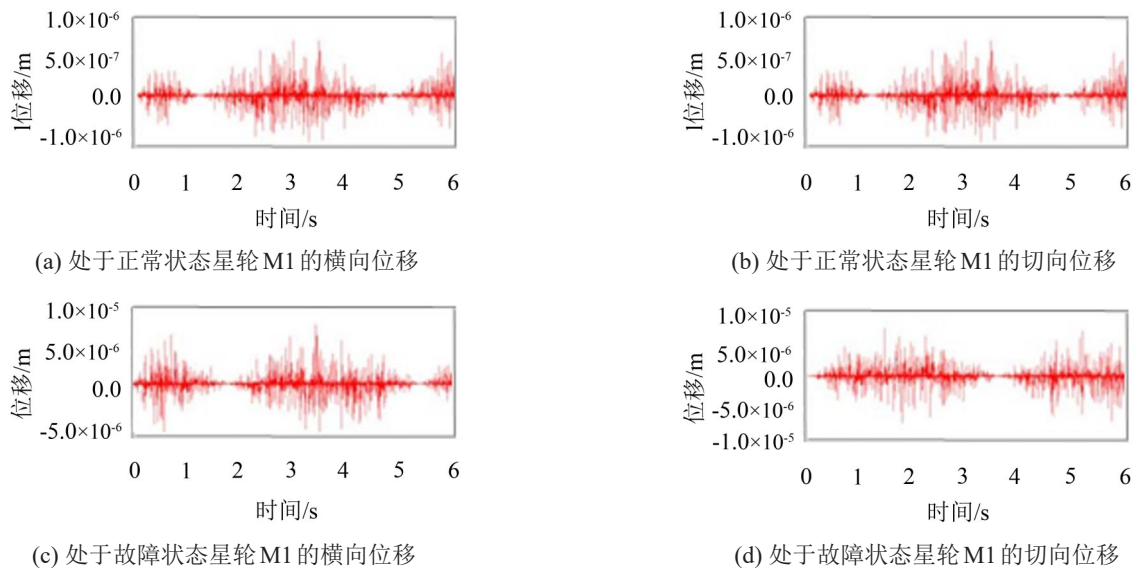 1.0×10⁻⁶
5.0×10⁻⁷
0.0
-1.0×10⁻⁶
l位移/m
0 1 2 3 4 5 6
时间/s
(a) 处于正常状态星轮M1的横向位移
1.0×10⁻⁶
5.0×10⁻⁷
0.0
-1.0×10⁻⁶
l位移/m
0 1 2 3 4 5 6
时间/s
(b) 处于正常状态星轮M1的切向位移
1.0×10⁻⁵
5.0×10⁻⁶
0.0
-5.0×10⁻⁶
位移/m
0 1 2 3 4 5 6
时间/s
(c) 处于故障状态星轮M1的横向位移
1.0×10⁻⁵
5.0×10⁻⁶
0.0
-5.0×10⁻⁶
-1.0×10⁻⁵
位移/m
0 1 2 3 4 5 6
时间/s
(d) 处于故障状态星轮M1的切向位移